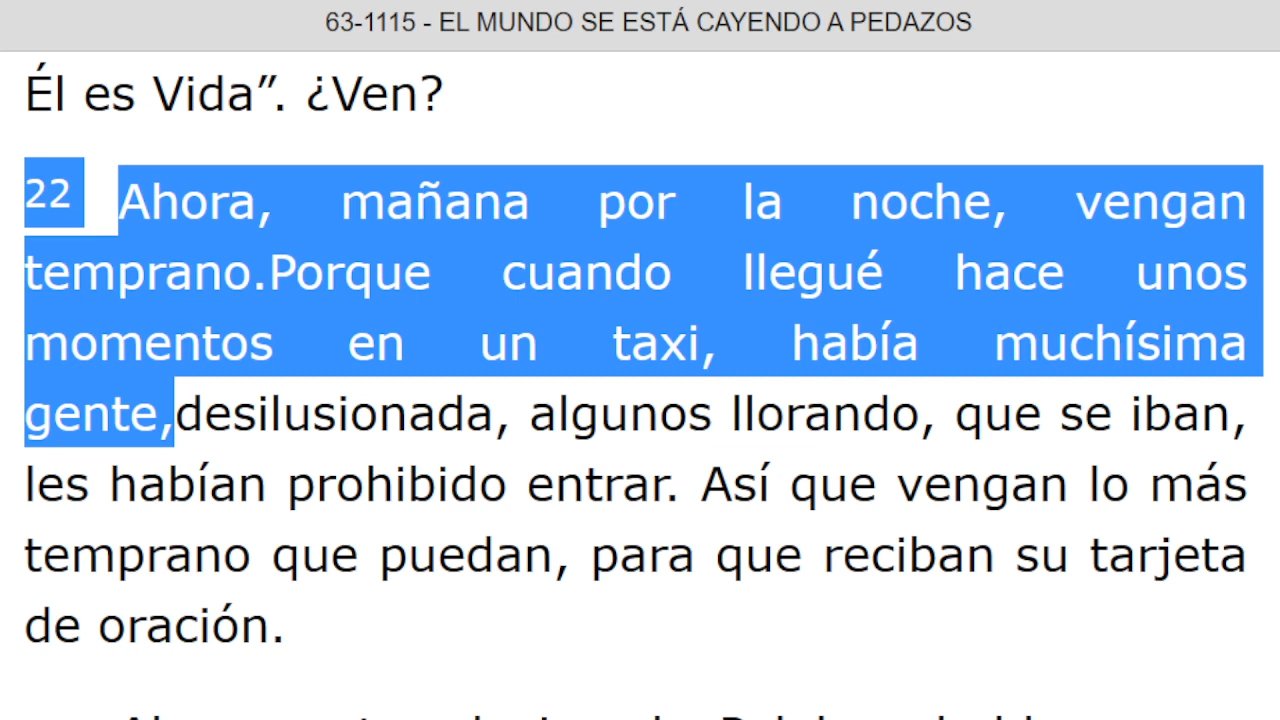 63-1115 - EL MUNDO SE ESTÁ CAYENDO A PEDAZOS
Él es Vida”. ¿Ven?
22 Ahora, mañana por la noche, vengan
temprano.Porque cuando llegué hace unos
momentos en un taxi, había muchísima
gente,desilusionada, algunos llorando, que se iban,
les habían prohibido entrar. Así que vengan lo más
temprano que puedan, para que reciban su tarjeta
de oración.